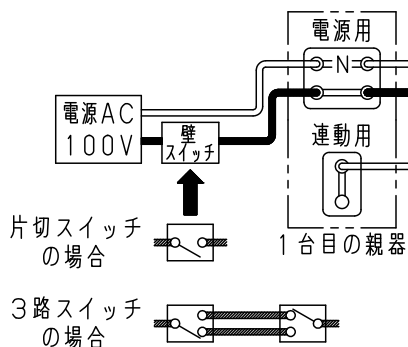 電源用
N
電源AC
100V
壁
スイッチ
連動用
片切スイッチ
の場合
1台目の親器
3路スイッチ
の場合